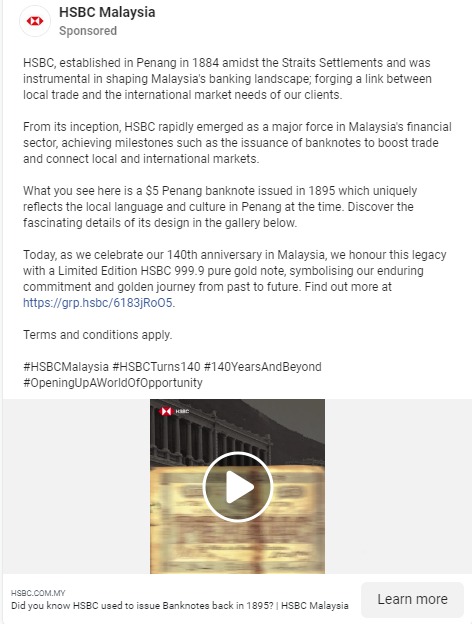 HSBC Malaysia
Sponsored
HSBC, established in Penang in 1884 amidst the Straits Settlements and was
instrumental in shaping Malaysia's banking landscape; forging a link between
local trade and the international market needs of our clients.
From its inception, HSBC rapidly emerged as a major force in Malaysia's financial
sector, achieving milestones such as the issuance of banknotes to boost trade
and connect local and international markets.
What you see here is a $5 Penang banknote issued in 1895 which uniquely
reflects the local language and culture in Penang at the time. Discover the
fascinating details of its design in the gallery below.
Today, as we celebrate our 140th anniversary in Malaysia, we honour this legacy
with a Limited Edition HSBC 999.9 pure gold note, symbolising our enduring
commitment and golden journey from past to future. Find out more at
https://grp.hsbc/6183jRoO5.
Terms and conditions apply.
#HSBCMalaysia #HSBCTurns140 #140YearsAndBeyond
#OpeningUpAWorldOfOpportunity
HSBC
HSBC.COM.MY
Did you know HSBC used to issue Banknotes back in 1895? | HSBC Malaysia
Learn more